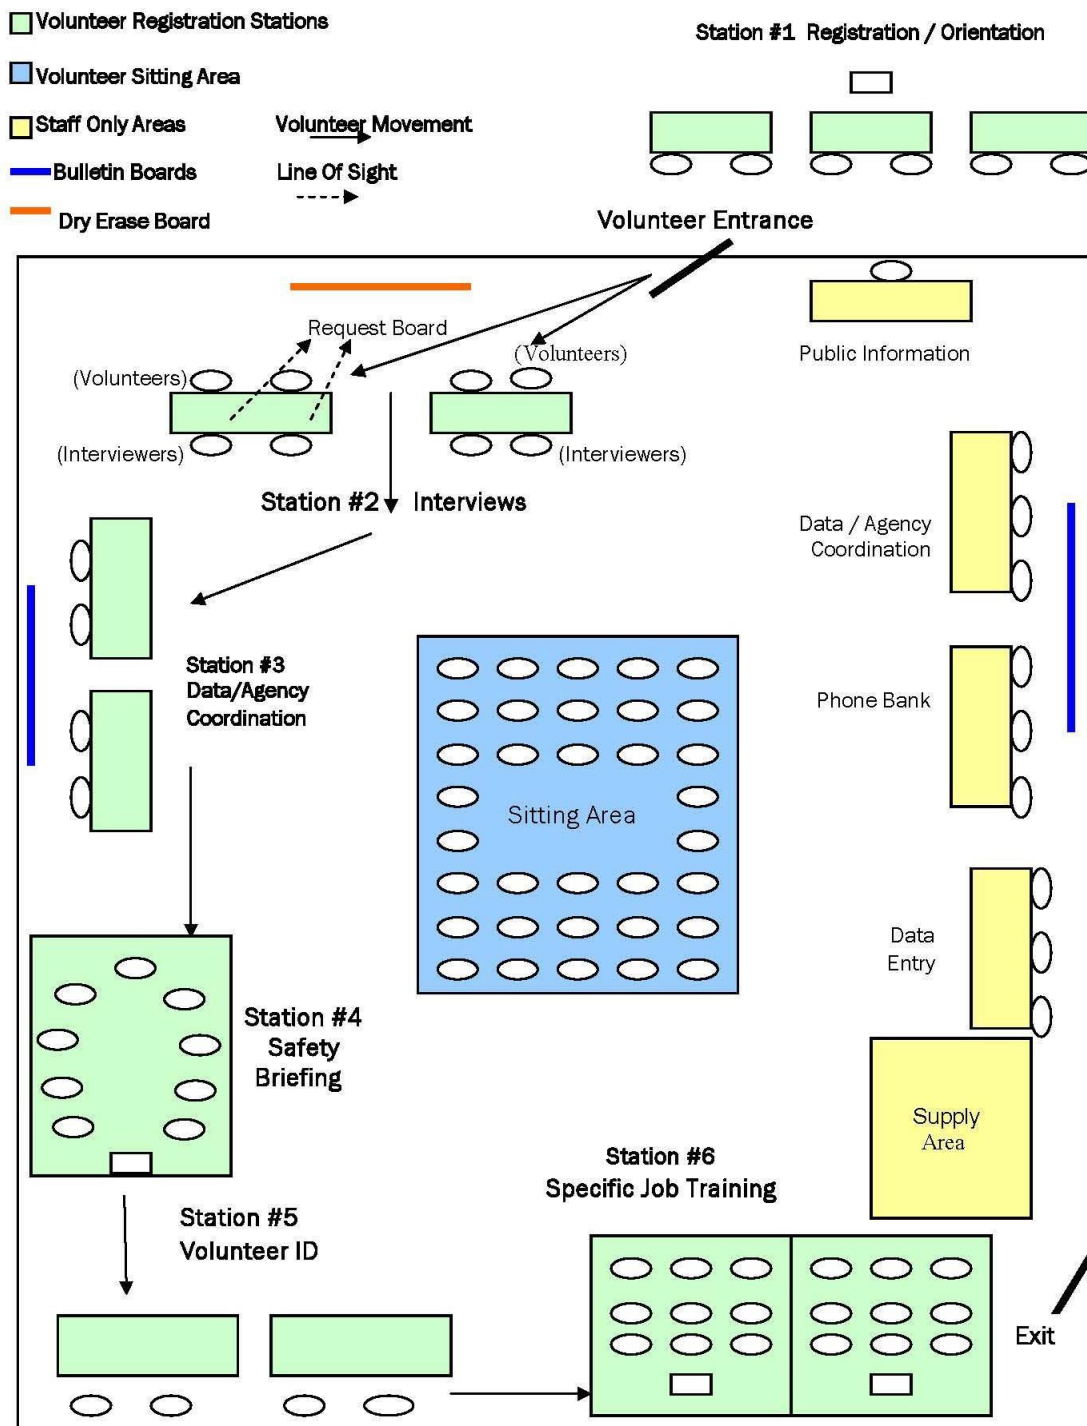 Volunteer Registration Stations
Station #1 Registration / Orientation
Volunteer Sitting Area
Staff Only Areas
Volunteer Movement
Bulletin Boards
Line Of Sight
Dry Erase Board
Volunteer Entrance
Request Board
(Volunteers)
Public Information
(Volunteers)
(Interviewers)
(Interviewers)
Station #2 Interviews
Data / Agency
Coordination
Station #3
Data/Agency
Coordination
Phone Bank
Sitting Area
Data
Entry
Station #4
Safety
Briefing
Supply
Area
Station #6
Specific Job Training
Station #5
Volunteer ID
Exit